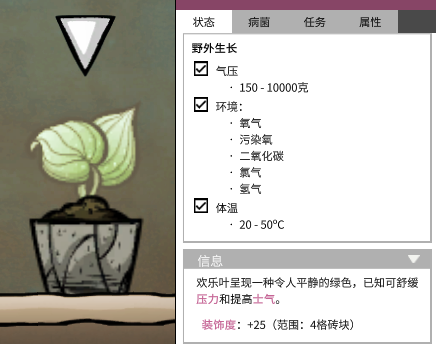 状态 病菌 任务 属性
野外生长
气压
· 150 - 10000克
环境:
· 氧气
· 污染氧
· 二氧化碳
· 氯气
· 氢气
体温
· 20 - 50ºC
信息
欢乐叶呈现一种令人平静的绿色，已知可舒缓
压力和提高士气。
装饰度：+25（范围：4格砖块）